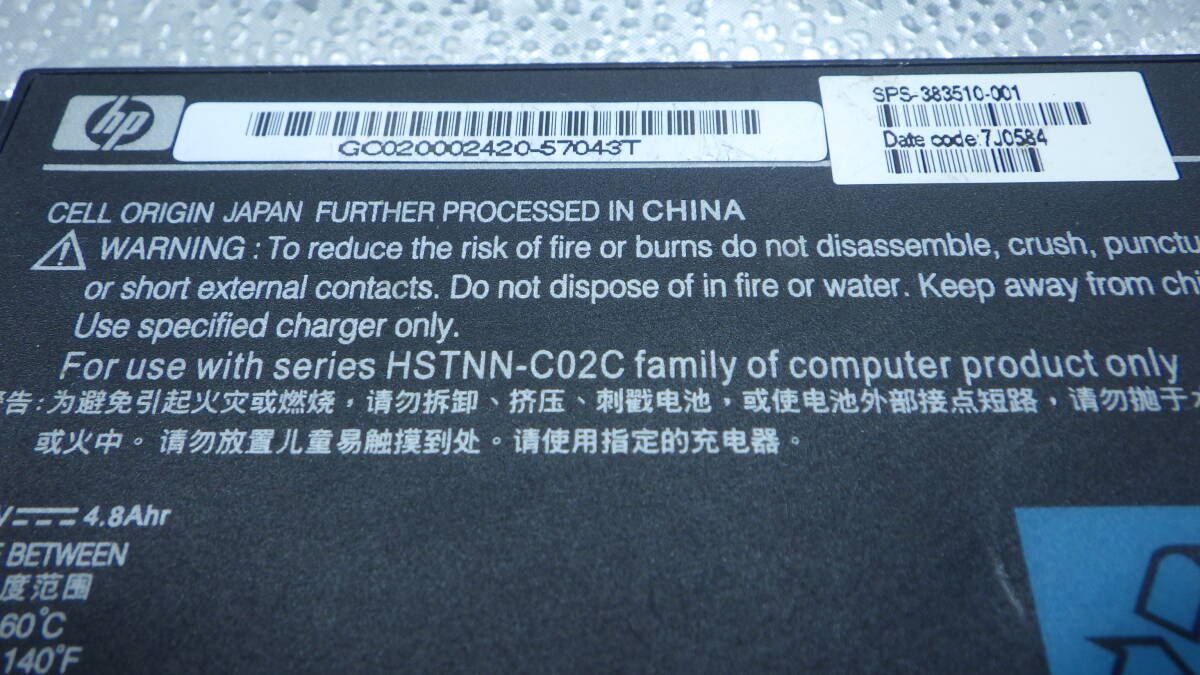 hp
GC020002420-57043T
SPS-383510-001
Date code:7J0584
CELL ORIGIN JAPAN FURTHER PROCESSED IN CHINA
WARNING : To reduce the risk of fire or burns do not disassemble, crush,
or short external contacts. Do not dispose of in fire or water. Keep away from
Use specified charger only.
For use with series HSTNN-C02C family of computer product only
告:为避免引起火灾或燃烧，请勿拆卸、挤压、刺戳电池，或使电池外部接点短路，请勿抛于
或火中。请勿放置儿童易触摸到处。请使用指定的充电器。
4.8Ahr
BETWEEN
度范围
60°C
140°F